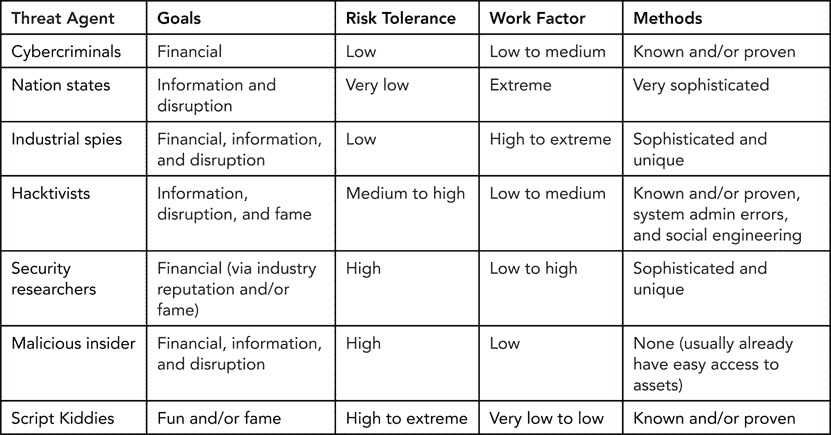 Threat Agent Goals Risk Tolerance Work Factor Methods
Cybercriminals Financial Low Low to medium Known and/or proven
Nation states Information and Very low Extreme Very sophisticated
disruption
Industrial spies Financial, information, Low High to extreme Sophisticated and
and disruption unique
Hacktivists Information, Medium to high Low to medium Known and/or proven,
disruption, and fame system admin errors,
and social engineering
Security Financial (via industry High Low to high Sophisticated and
researchers reputation and/or unique
fame)
Malicious insider Financial, information, High Low None (usually already
and disruption have easy access to
assets)
Script Kiddies Fun and/or fame High to extreme Very low to low Known and/or proven